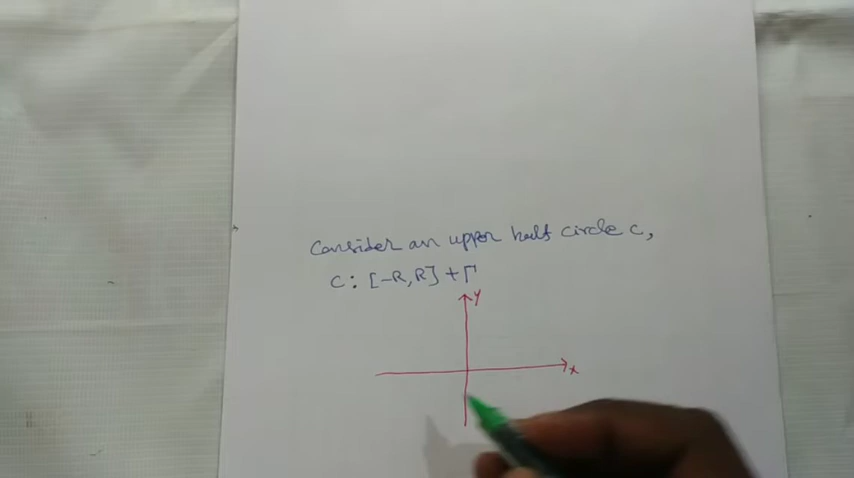 Consider an upper half circle C,
C: [-R, R] + Γ
y
x